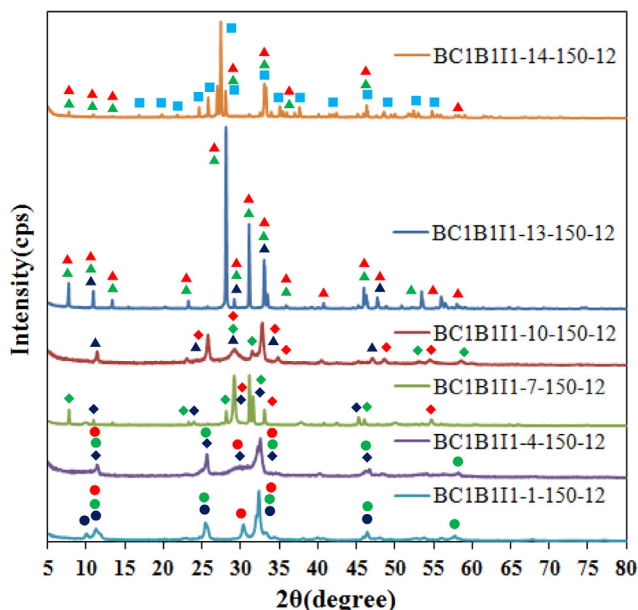 BC1B1I1-14-150-12
BC1B1I1-13-150-12
BC1B1I1-10-150-12
BC1B1I1-7-150-12
BC1B1I1-4-150-12
BC1B1I1-1-150-12
Intensity(cps)
5 10 15 20 25 30 35 40 45 50 55 60 65 70 75 80
2θ(degree)